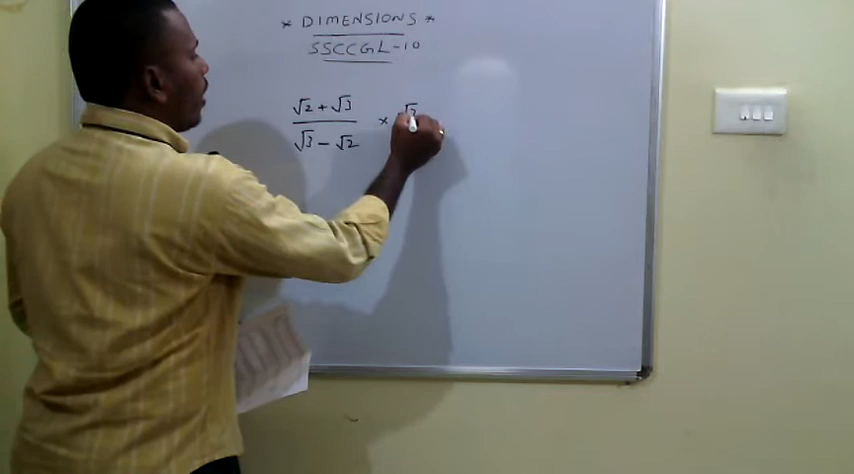 * DIMENSIONS *
SSCCGL-10
√2 + √3 × √3
√3 - √2